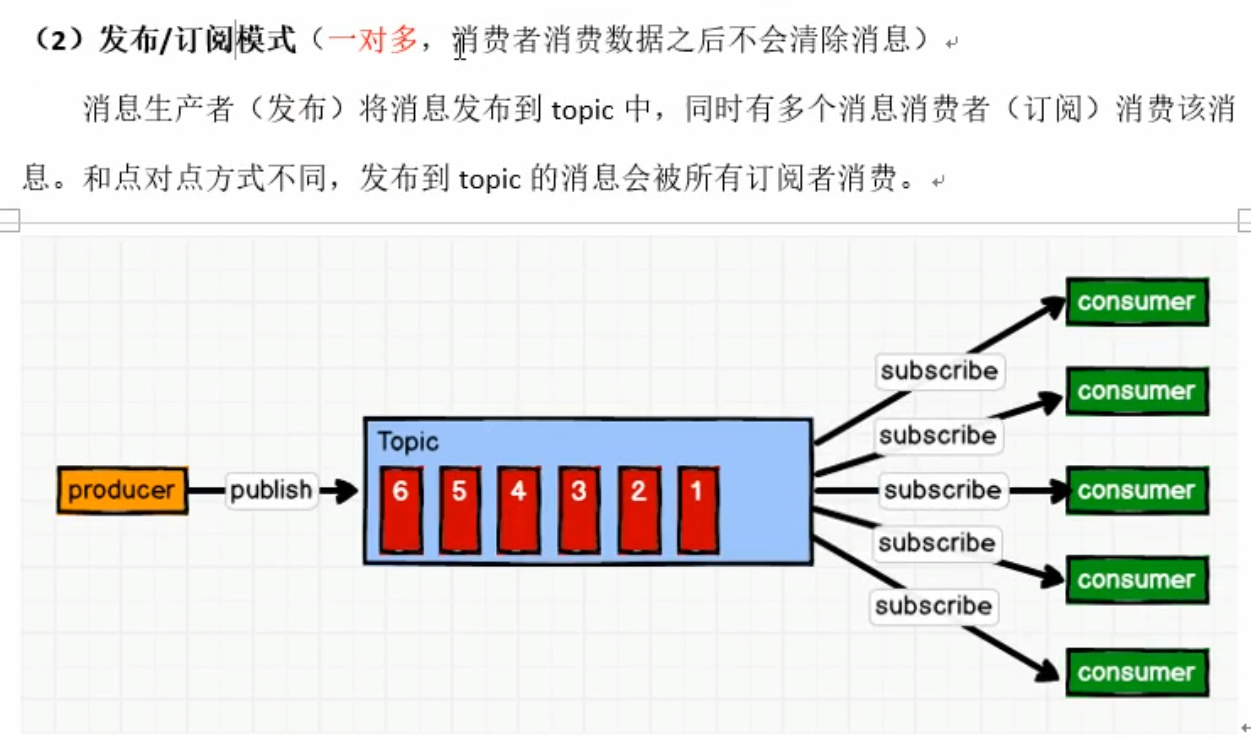 （2）发布/订阅模式（一对多，消费者消费数据之后不会清除消息）
消息生产者（发布）将消息发布到 topic 中，同时有多个消息消费者（订阅）消费该消
息。和点对点方式不同，发布到 topic 的消息会被所有订阅者消费。
consumer
subscribe
consumer
subscribe
Topic
producer
publish
6 5 4 3 2 1
subscribe
consumer
subscribe
consumer
subscribe
consumer